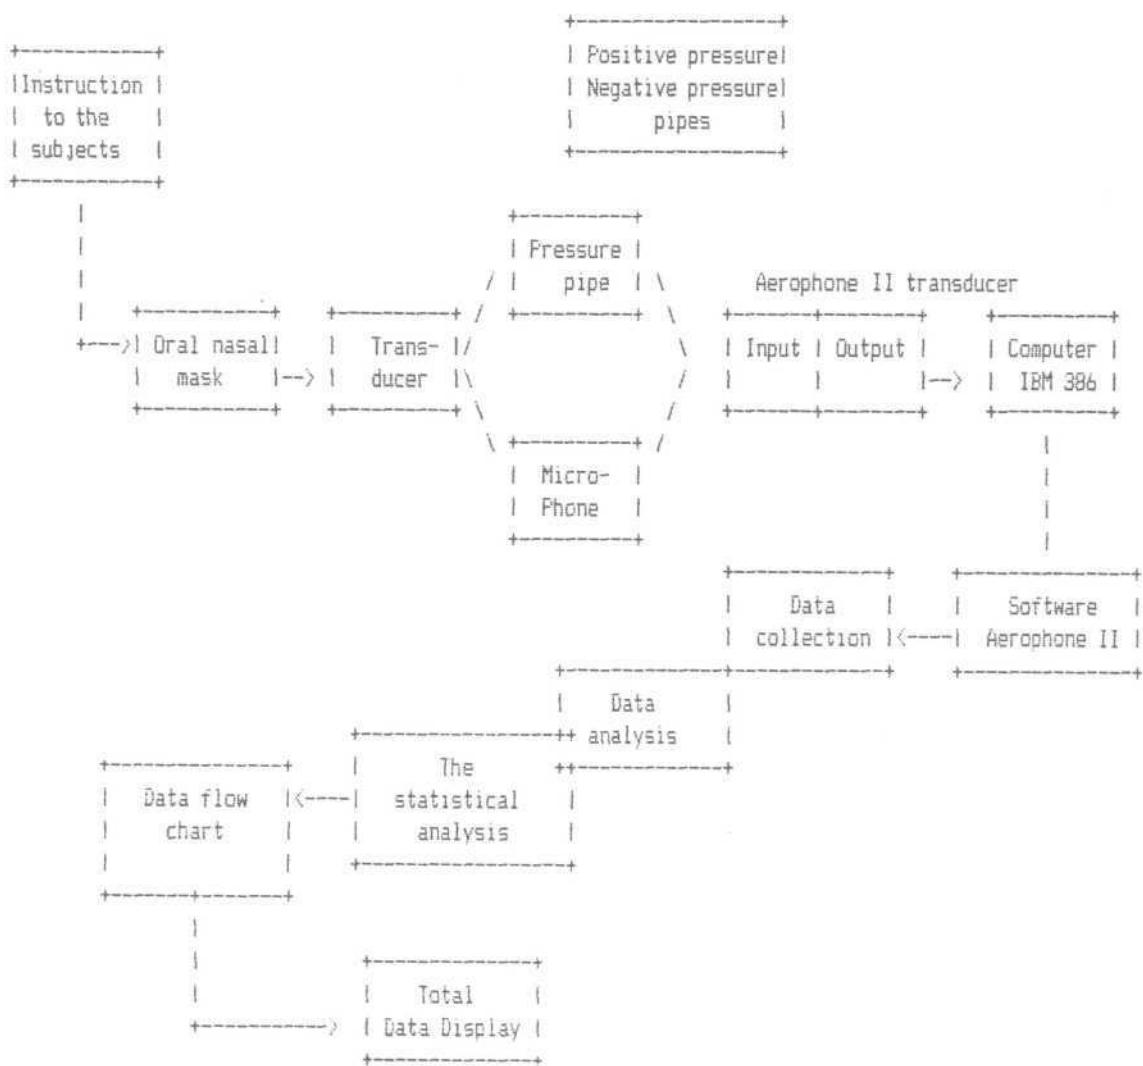 Positive pressure
Negative pressure
pipes
Instruction
to the
subjects
Pressure
pipe
Aerophone II transducer
Oral nasal
mask
Trans-
ducer
Input
Output
Computer
IBM 386
Micro-
Phone
Data
collection
Software
Aerophone II
Data
analysis
The
statistical
analysis
Data flow
chart
Total
Data Display